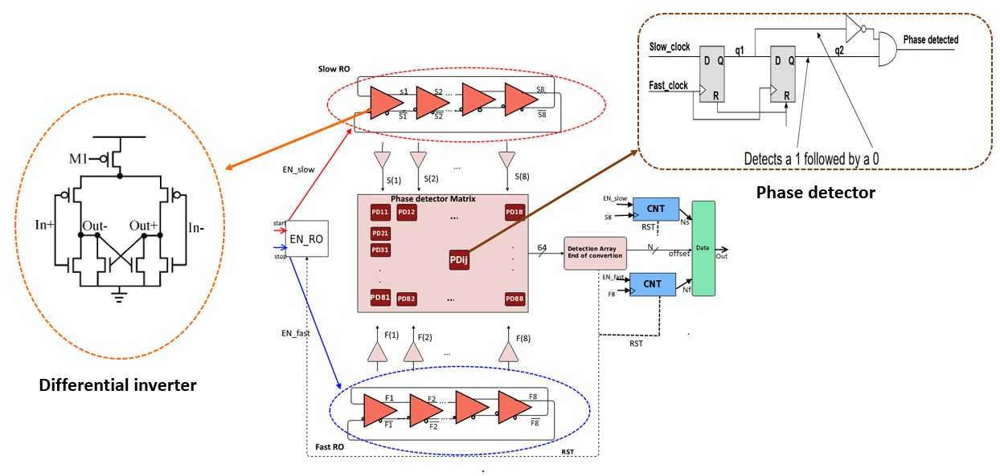 Slow RO
s1
S2
...
S8
S1
S2
...
S8
M1
In+
Out-
Out+
In-
Differential inverter
Slow_clock
q1
q2
Phase detected
D Q
D Q
Fast_clock
R
R
Detects a 1 followed by a 0
Phase detector
EN_slow
S(1)
S(2)
...
S(8)
start
stop
EN_RO
Phase detector Matrix
PD11
PD12
...
PD18
PD21
PD31
PDij
PD81
PD82
...
PD88
64
Detection Array
End of convertion
N
offset
EN_slow
S8
CNT
RST
Ns
Data
Out
EN_fast
F8
CNT
Nf
RST
EN_fast
F(1)
F(2)
...
F(8)
F1
F2
...
F8
F1
F2
...
F8
Fast RO
RST